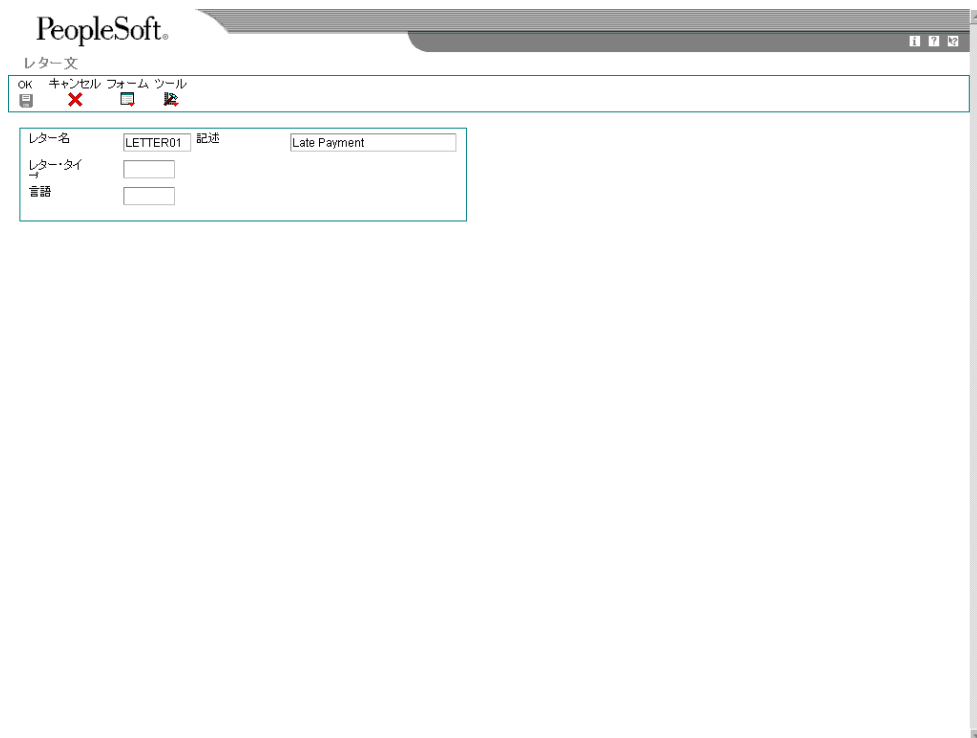 PeopleSoft®
レター文
OK キャンセル フォーム ツール
レター名 LETTER01 記述 Late Payment
レター・タイ
プ
言語